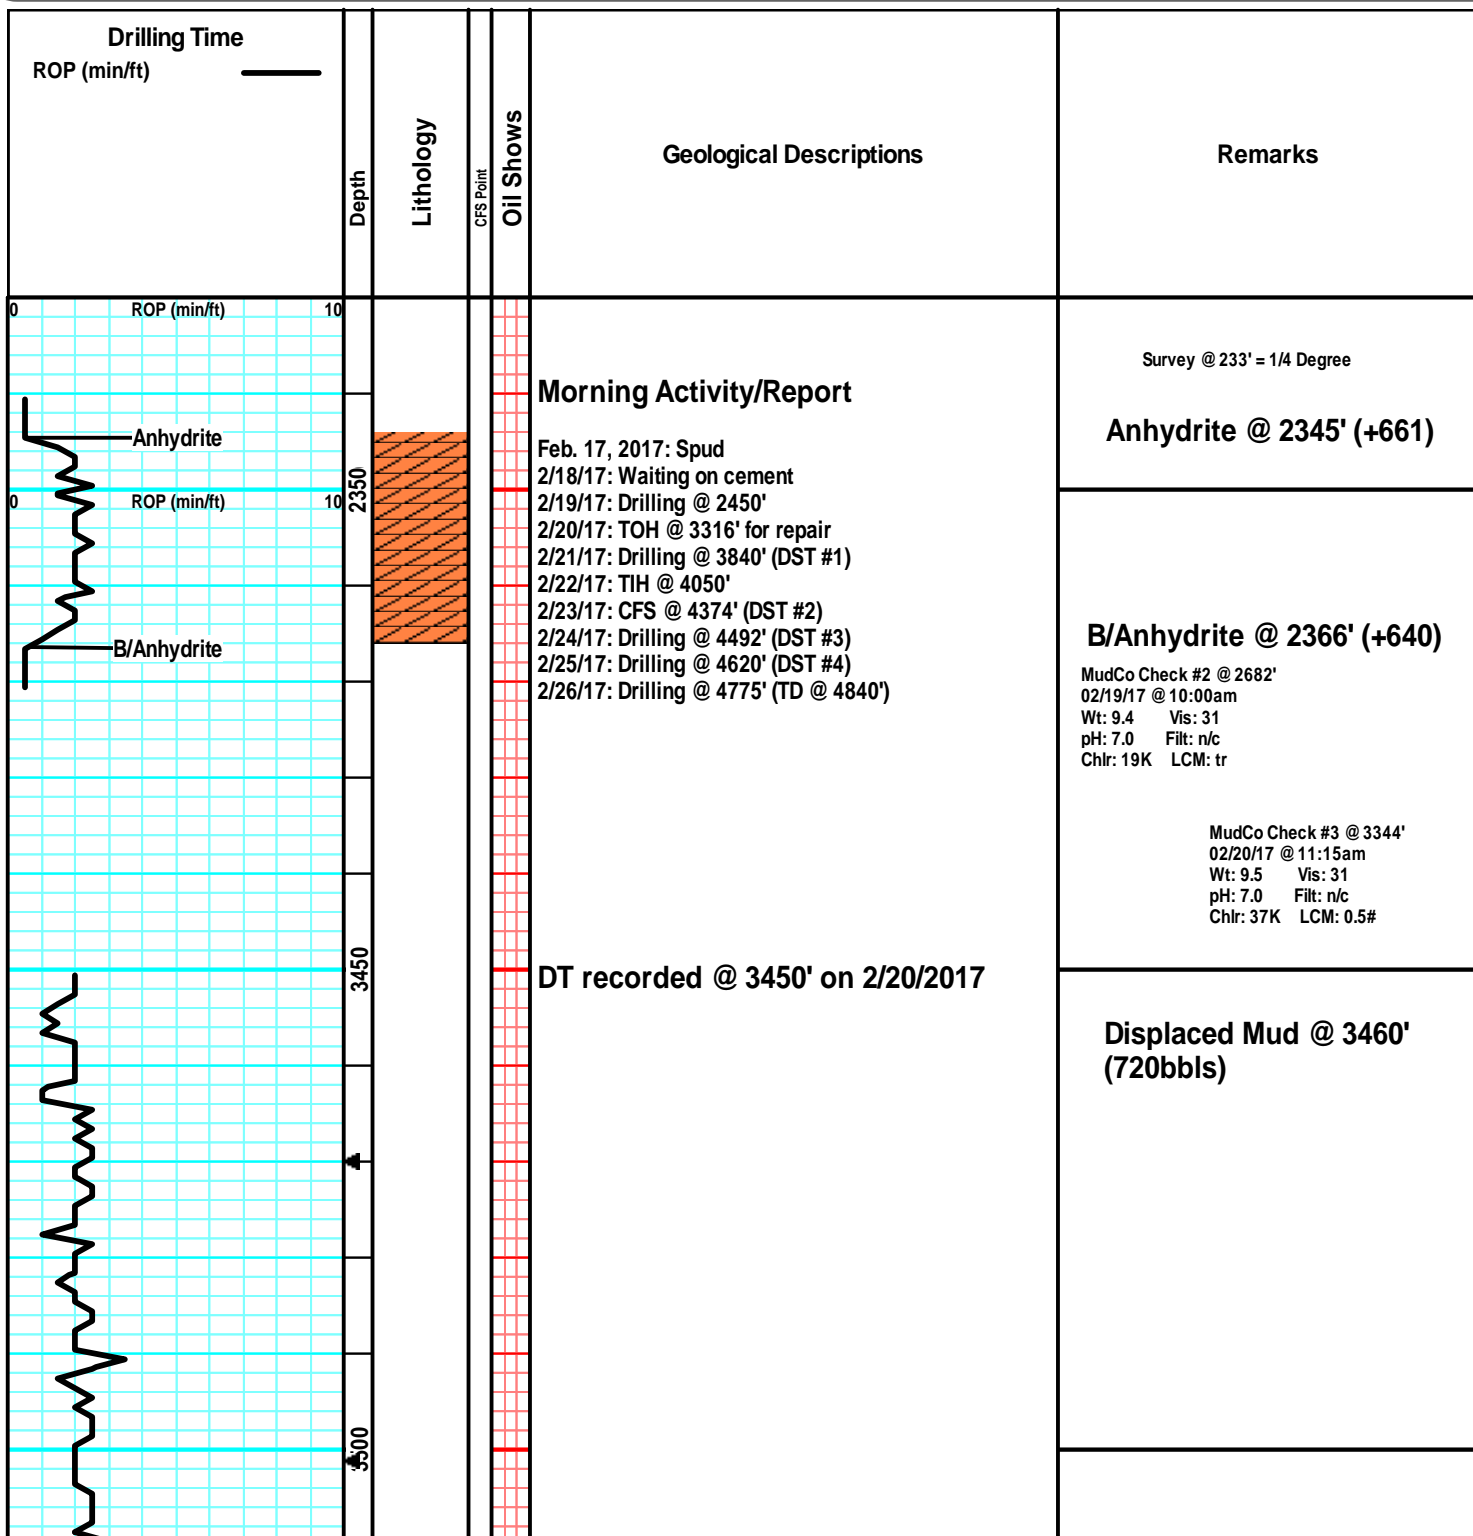 Drilling Time
ROP (min/ft)
Depth
Lithology
CFS Point
Oil Shows
Geological Descriptions
Remarks
0 ROP (min/ft) 10
Anhydrite
2350
0 ROP (min/ft) 10
B/Anhydrite
3450
3500
Morning Activity/Report
Feb. 17, 2017: Spud
2/18/17: Waiting on cement
2/19/17: Drilling @ 2450'
2/20/17: TOH @ 3316' for repair
2/21/17: Drilling @ 3840' (DST #1)
2/22/17: TIH @ 4050'
2/23/17: CFS @ 4374' (DST #2)
2/24/17: Drilling @ 4492' (DST #3)
2/25/17: Drilling @ 4620' (DST #4)
2/26/17: Drilling @ 4775' (TD @ 4840')
DT recorded @ 3450' on 2/20/2017
Survey @ 233' = 1/4 Degree
Anhydrite @ 2345' (+661)
B/Anhydrite @ 2366' (+640)
MudCo Check #2 @ 2682'
02/19/17 @ 10:00am
Wt: 9.4 Vis: 31
pH: 7.0 Filt: n/c
Chlr: 19K LCM: tr
MudCo Check #3 @ 3344'
02/20/17 @ 11:15am
Wt: 9.5 Vis: 31
pH: 7.0 Filt: n/c
Chlr: 37K LCM: 0.5#
Displaced Mud @ 3460'
(720bbls)